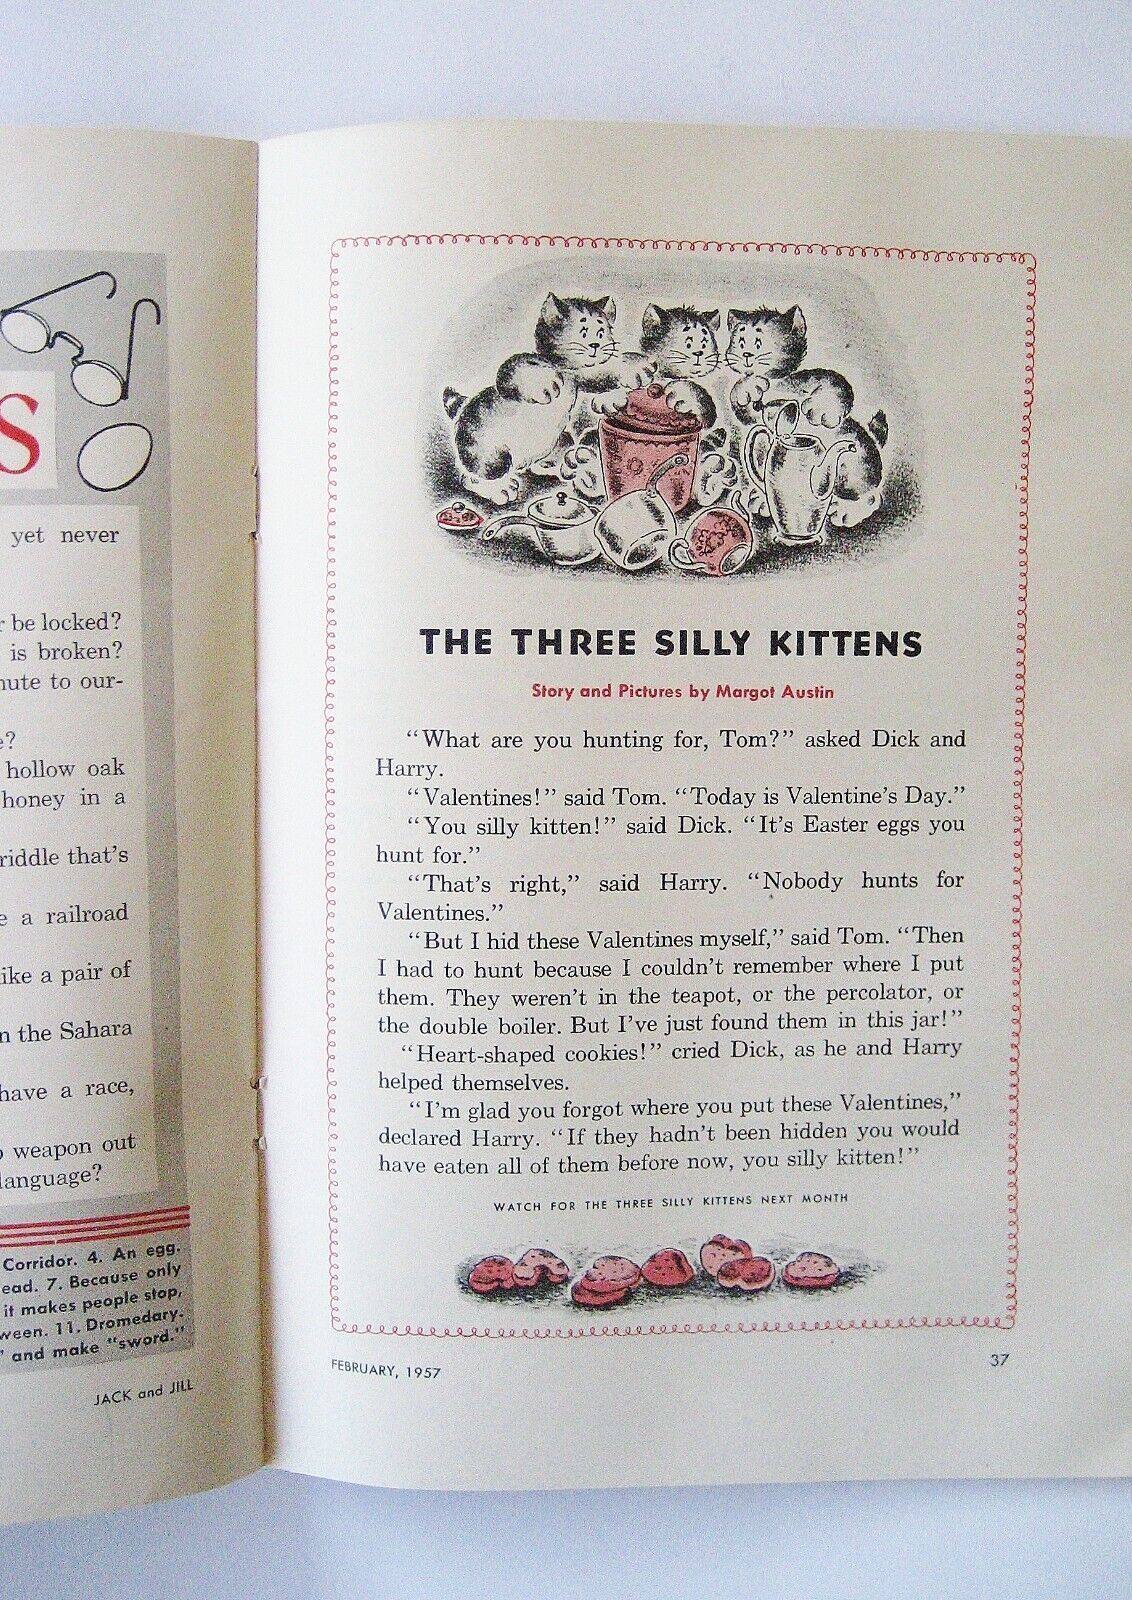 S
yet never
be locked?
is broken?
nute to our-
e?
hollow oak
honey in a
riddle that's
e a railroad
like a pair of
n the Sahara
have a race,
weapon out
language?
Corridor. 4. An egg.
ead. 7. Because only
it makes people stop,
ween. 11. Dromedary.
" and make "sword."
JACK and JILL
THE THREE SILLY KITTENS
Story and Pictures by Margot Austin
"What are you hunting for, Tom?" asked Dick and
Harry.
"Valentines!" said Tom. "Today is Valentine's Day."
"You silly kitten!" said Dick. "It's Easter eggs you
hunt for."
"That's right," said Harry. "Nobody hunts for
Valentines."
"But I hid these Valentines myself," said Tom. "Then
I had to hunt because I couldn't remember where I put
them. They weren't in the teapot, or the percolator, or
the double boiler. But I've just found them in this jar!"
"Heart-shaped cookies!" cried Dick, as he and Harry
helped themselves.
"I'm glad you forgot where you put these Valentines,"
declared Harry. "If they hadn't been hidden you would
have eaten all of them before now, you silly kitten!"
WATCH FOR THE THREE SILLY KITTENS NEXT MONTH
FEBRUARY, 1957
37